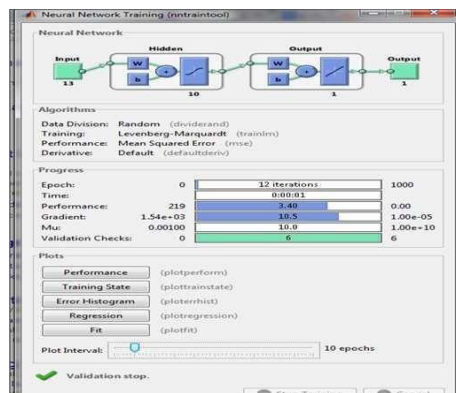 Neural Network Training (nntraintool)
Neural Network
Hidden Output
Input Output
W W
b b
+ +
13 10 1 1
Algorithms
Data Division: Random (dividerand)
Training: Levenberg-Marquardt (trainlm)
Performance: Mean Squared Error (mse)
Derivative: Default (defaultderiv)
Progress
Epoch: 0 12 iterations 1000
Time: 0:00:01
Performance: 219 3.40 0.00
Gradient: 1.54e+03 10.5 1.00e-05
Mu: 0.00100 10.0 1.00e+10
Validation Checks: 0 6 6
Plots
Performance (plotperform)
Training State (plottrainstate)
Error Histogram (ploterrhist)
Regression (plotregression)
Fit (plotfit)
Plot Interval: 10 epochs
Validation stop.
Stop Training Cancel